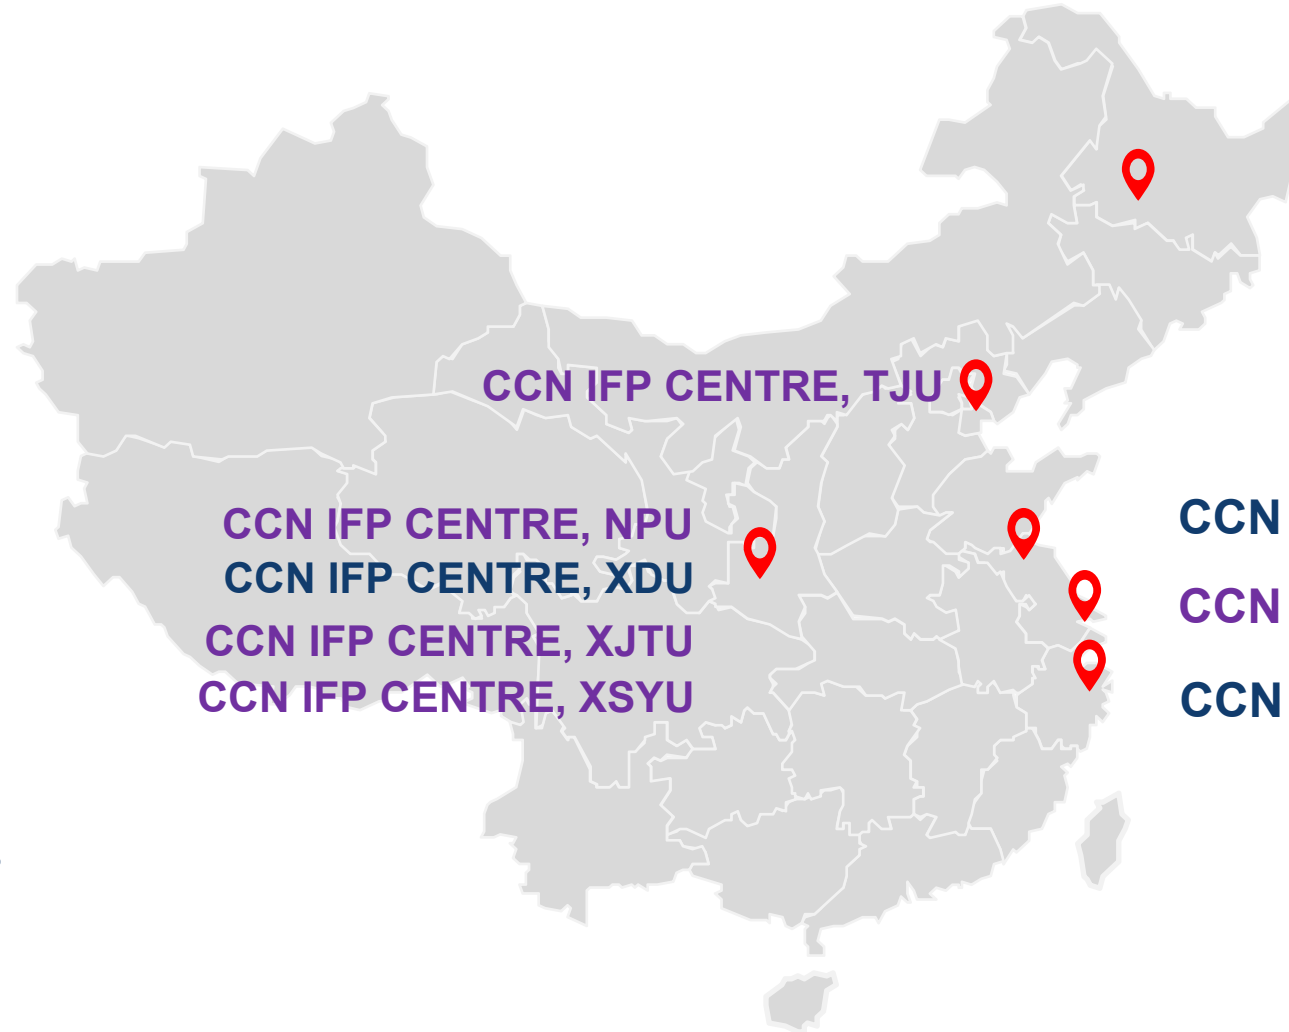 CCN IFP CENTRE, TJU
CCN IFP CENTRE, NPU
CCN IFP CENTRE, XDU
CCN IFP CENTRE, XJTU
CCN IFP CENTRE, XSYU
CCN
CCN
CCN